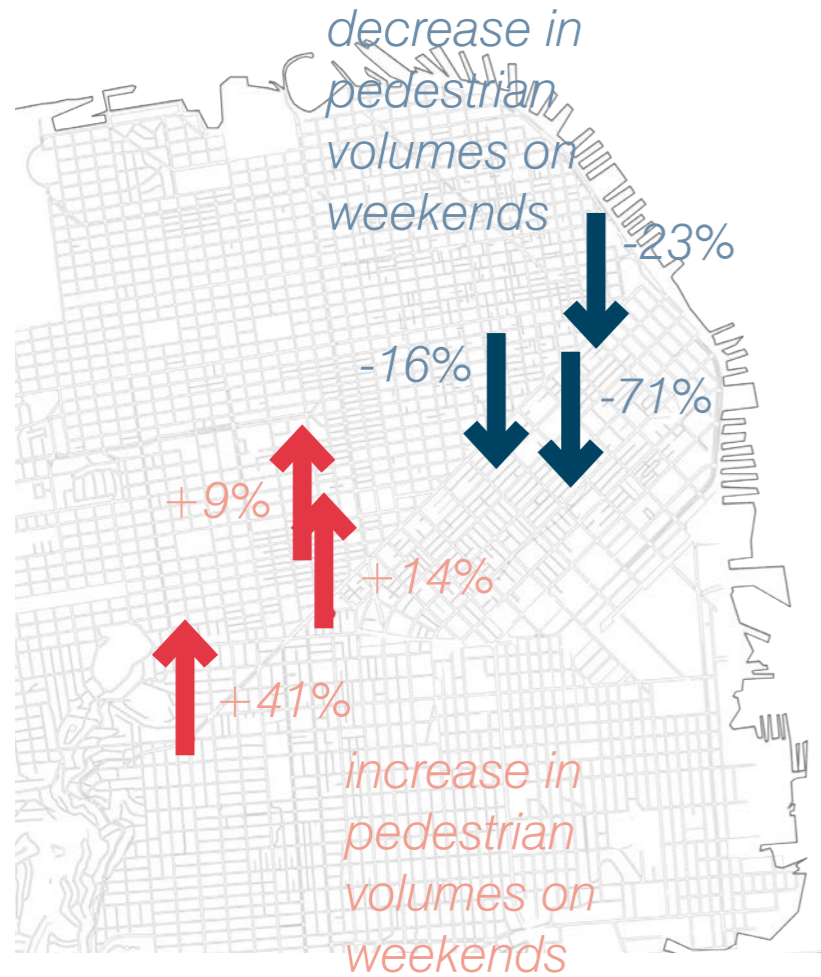 decrease in
pedestrian
volumes on
weekends
-23%
-16%
-71%
+9%
+14%
+41%
increase in
pedestrian
volumes on
weekends